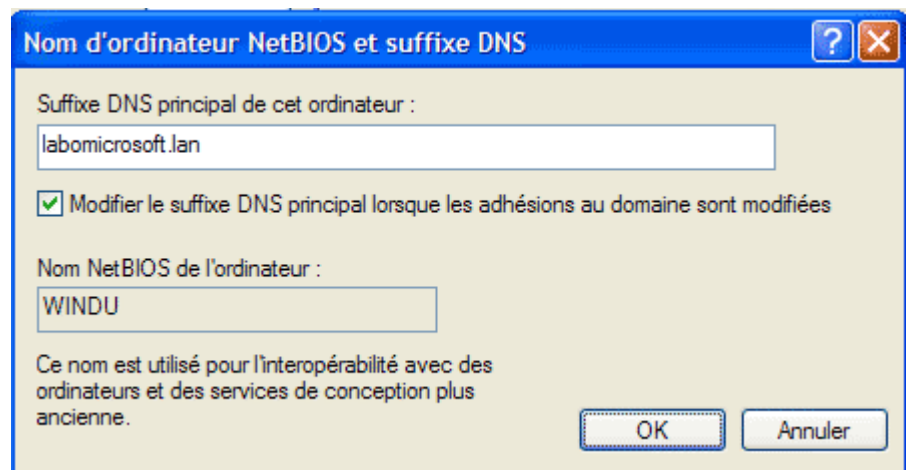 Nom d'ordinateur NetBIOS et suffixe DNS
Suffixe DNS principal de cet ordinateur :
labomicrosoft.lan
Modifier le suffixe DNS principal lorsque les adhésions au domaine sont modifiées
Nom NetBIOS de l'ordinateur :
WINDU
Ce nom est utilisé pour l'interopérabilité avec des
ordinateurs et des services de conception plus
ancienne.
OK
Annuler